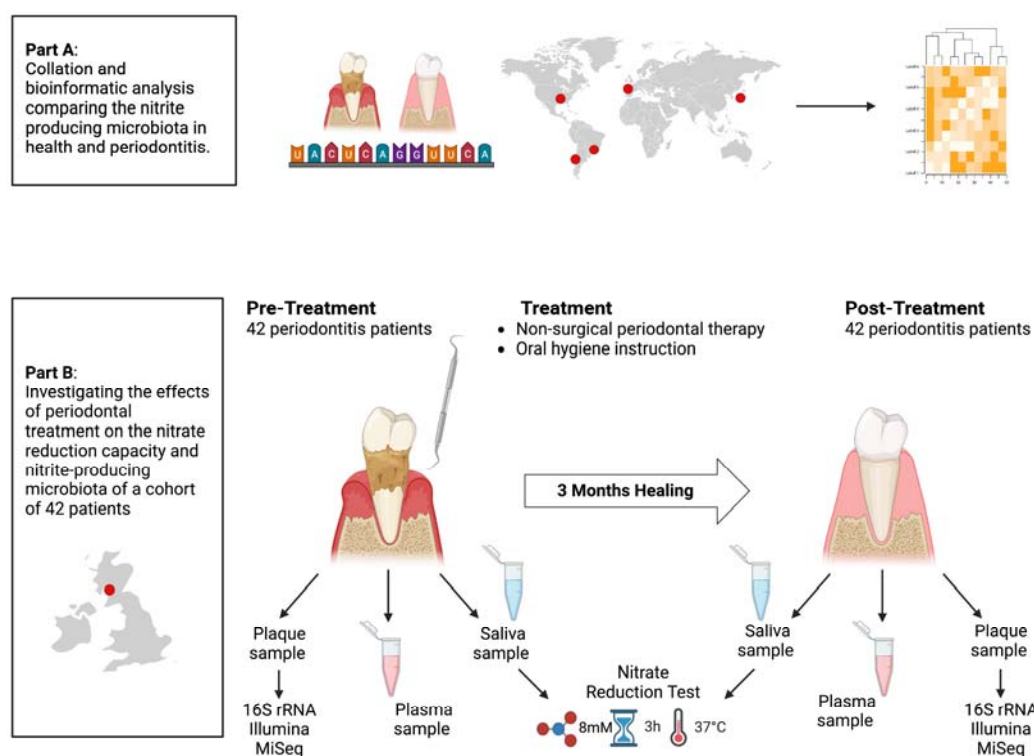 Part A:
Collation and
bioinformatic analysis
comparing the nitrite
producing microbiota in
health and periodontitis.
U A C U C A G G U U C A
Pre-Treatment
42 periodontitis patients
Treatment
• Non-surgical periodontal therapy
• Oral hygiene instruction
Post-Treatment
42 periodontitis patients
Part B:
Investigating the effects
of periodontal
treatment on the nitrate
reduction capacity and
nitrite-producing
microbiota of a cohort
of 42 patients
3 Months Healing
Plaque
sample
16S rRNA
Illumina
MiSeq
Plasma
sample
Saliva
sample
Nitrate
Reduction Test
8mM 3h 37°C
Saliva
sample
Plasma
sample
Plaque
sample
16S rRNA
Illumina
MiSeq